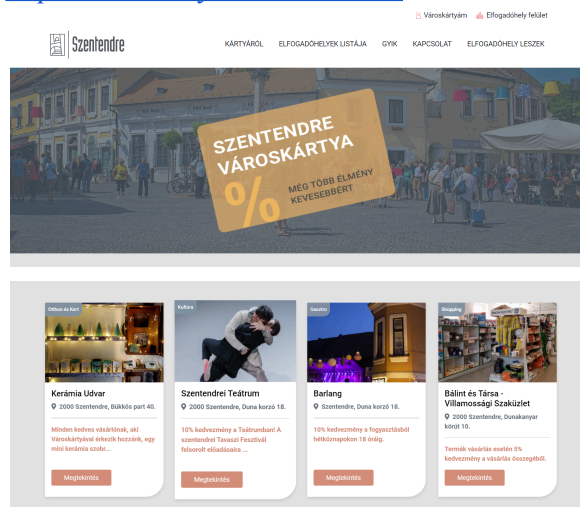 Városkártyám Elfogadóhely felület
Szentendre
KÁRTYÁRÓL ELFOGADÓHELYEK LISTÁJA GYIK KAPCSOLAT ELFOGADÓHELY LESZEK
SZENTENDRE
VÁROSKÁRTYA
%
MÉG TÖBB ÉLMÉNY
KEVESEBBÉRT
Otthon és Kert
Kerámia Udvar
2000 Szentendre, Bükkös part 40.
Minden kedves vásárlónak, aki
Városkártyával érkezik hozzánk, egy
mini kerámia szobr...
Megtekintés
Kultúra
Szentendrei Teátrum
2000 Szentendre, Duna korzó 18.
10% kedvezmény a Teátrumban! A
szentendrei Tavaszi Fesztivál
felsorolt előadásaira ...
Megtekintés
Gasztro
Barlang
Szentendre, Duna korzó 18.
10% kedvezmény a fogyasztásból
hétköznapokon 18 óráig.
Megtekintés
Shopping
Bálint és Társa -
Villamossági Szaküzlet
2000 Szentendre, Dunakanyar
körút 10.
Termék vásárlás esetén 5%
kedvezmény a vásárlás összegéből.
Megtekintés